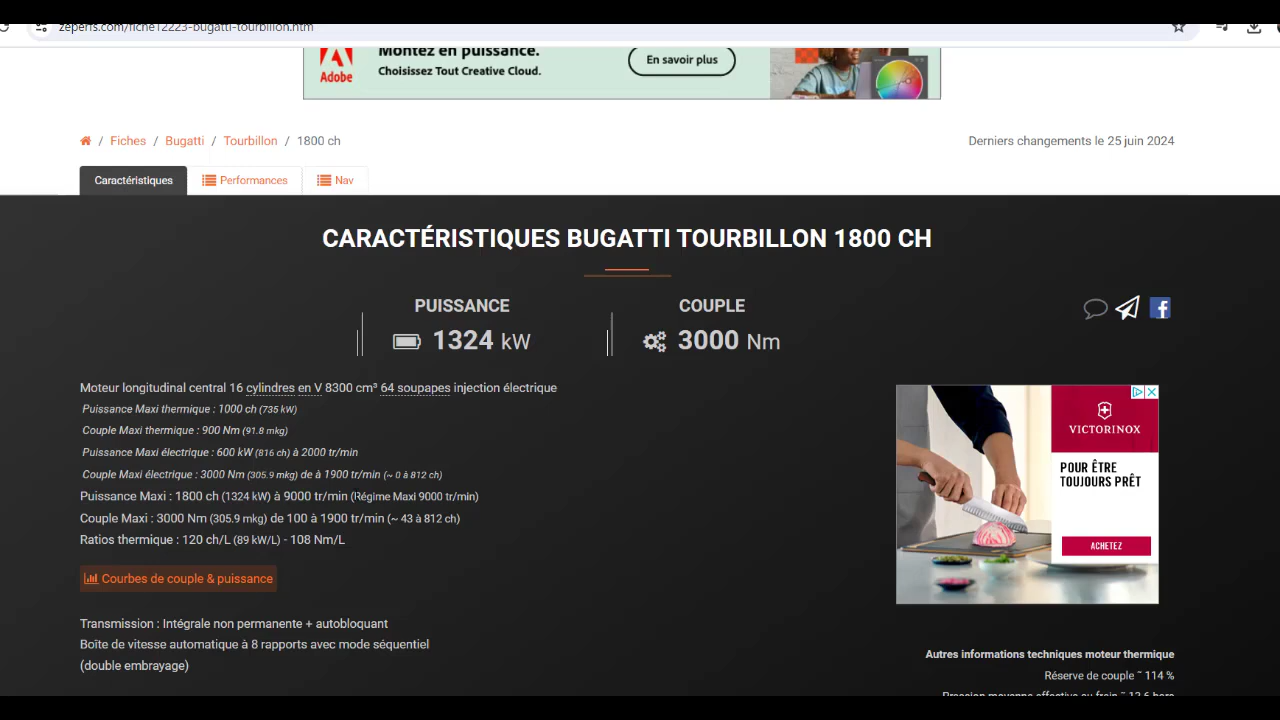 zeperfs.com/fiche12223-bugatti-tourbillon.htm
Montez en puissance.
Choisissez Tout Creative Cloud.
En savoir plus
Adobe
/ Fiches / Bugatti / Tourbillon / 1800 ch
Derniers changements le 25 juin 2024
Caractéristiques
Performances
Nav
CARACTÉRISTIQUES BUGATTI TOURBILLON 1800 CH
PUISSANCE
1324 kW
COUPLE
3000 Nm
Moteur longitudinal central 16 cylindres en V 8300 cm³ 64 soupapes injection électrique
Puissance Maxi thermique : 1000 ch (735 kW)
Couple Maxi thermique : 900 Nm (91.8 mkg)
Puissance Maxi électrique : 600 kW (816 ch) à 2000 tr/min
Couple Maxi électrique : 3000 Nm (305.9 mkg) de à 1900 tr/min (~ 0 à 812 ch)
Puissance Maxi : 1800 ch (1324 kW) à 9000 tr/min (Régime Maxi 9000 tr/min)
Couple Maxi : 3000 Nm (305.9 mkg) de 100 à 1900 tr/min (~ 43 à 812 ch)
Ratios thermique : 120 ch/L (89 kW/L) - 108 Nm/L
Courbes de couple & puissance
Transmission : Intégrale non permanente + autobloquant
Boîte de vitesse automatique à 8 rapports avec mode séquentiel
(double embrayage)
VICTORINOX
POUR ÊTRE
TOUJOURS PRÊT
ACHETEZ
Autres informations techniques moteur thermique
Réserve de couple ~ 114 %